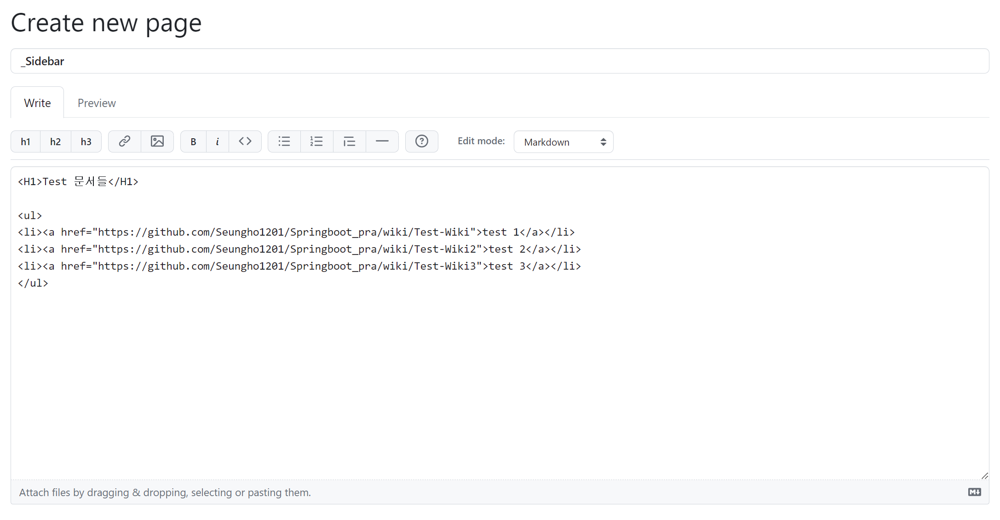 Create new page
_Sidebar
Write Preview
h1 h2 h3 B i <> Edit mode: Markdown
<H1>Test 문서들</H1>
<ul>
<li><a href="https://github.com/Seungho1201/Springboot_pra/wiki/Test-Wiki">test 1</a></li>
<li><a href="https://github.com/Seungho1201/Springboot_pra/wiki/Test-Wiki2">test 2</a></li>
<li><a href="https://github.com/Seungho1201/Springboot_pra/wiki/Test-Wiki3">test 3</a></li>
</ul>
Attach files by dragging & dropping, selecting or pasting them.